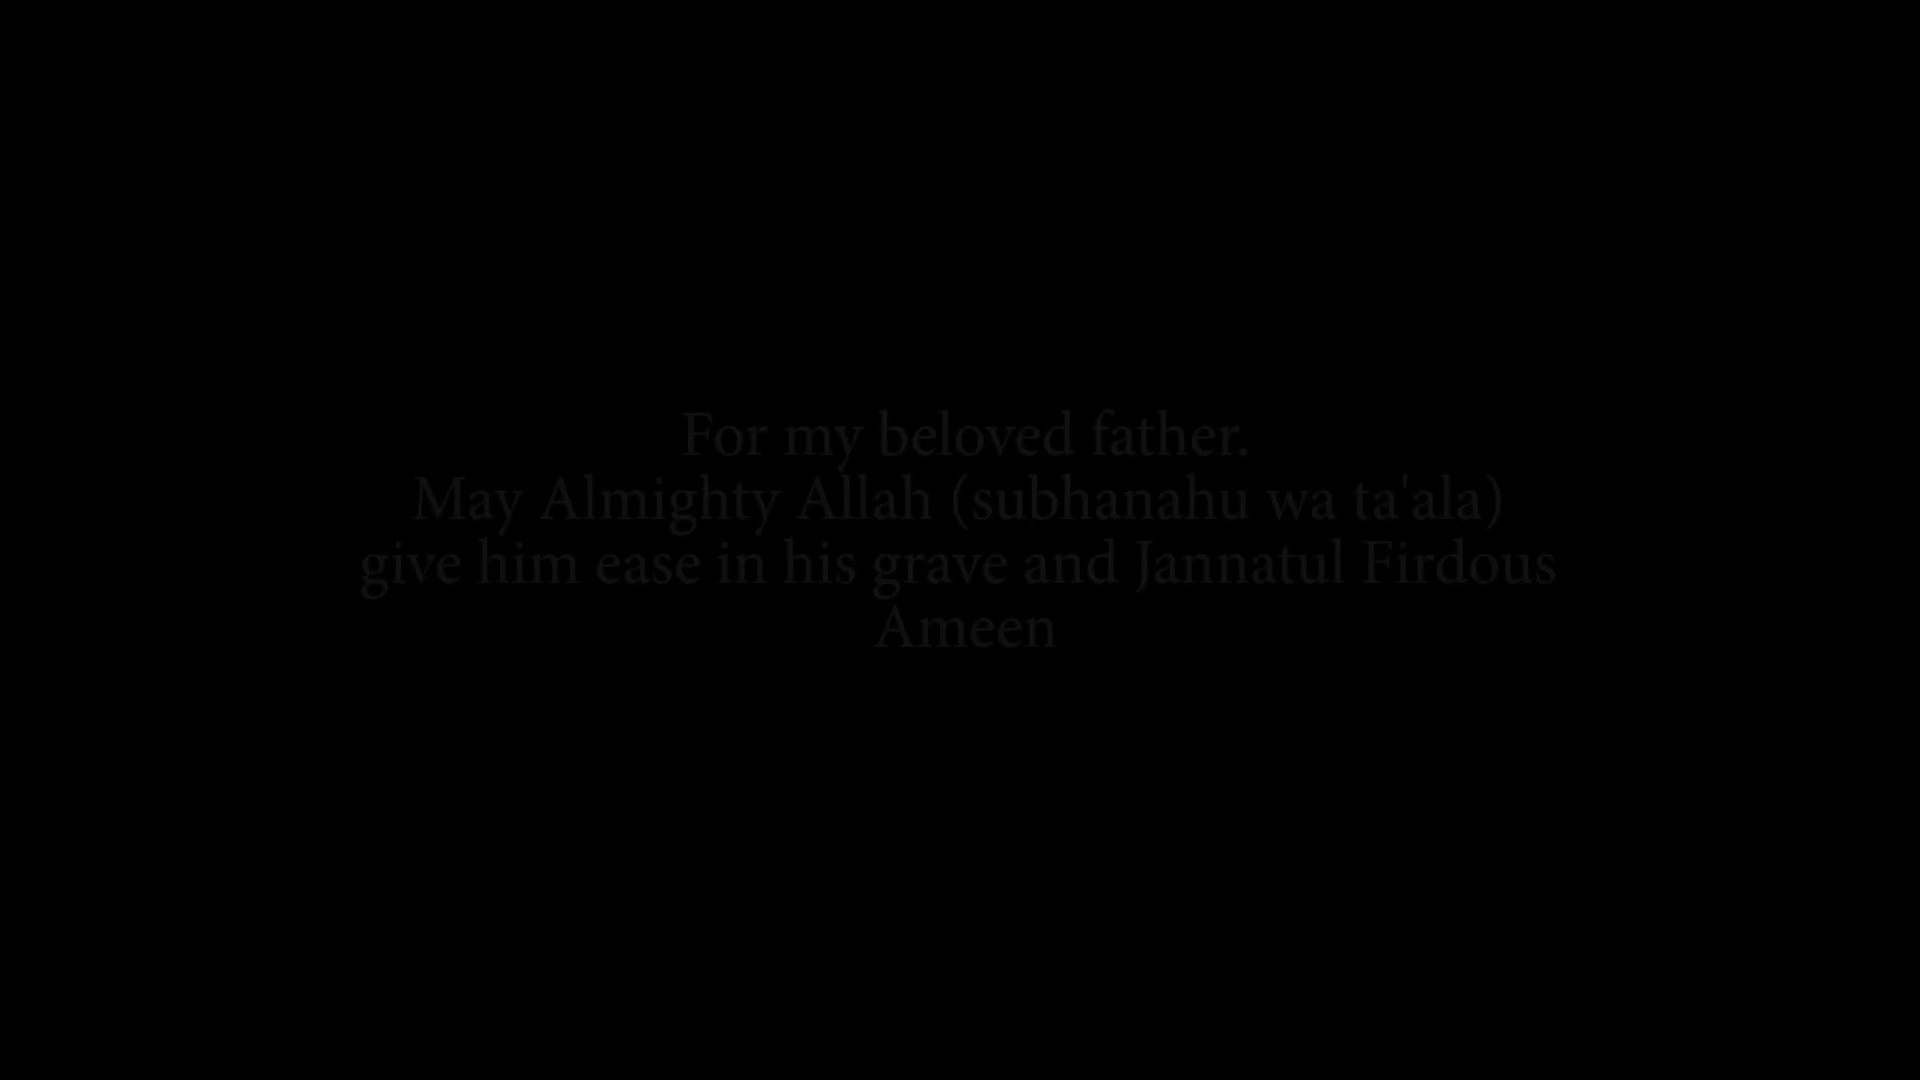 For my beloved father.
May Almighty Allah (subhanahu wa ta'ala)
give him ease in his grave and Jannatul Firdous
Ameen